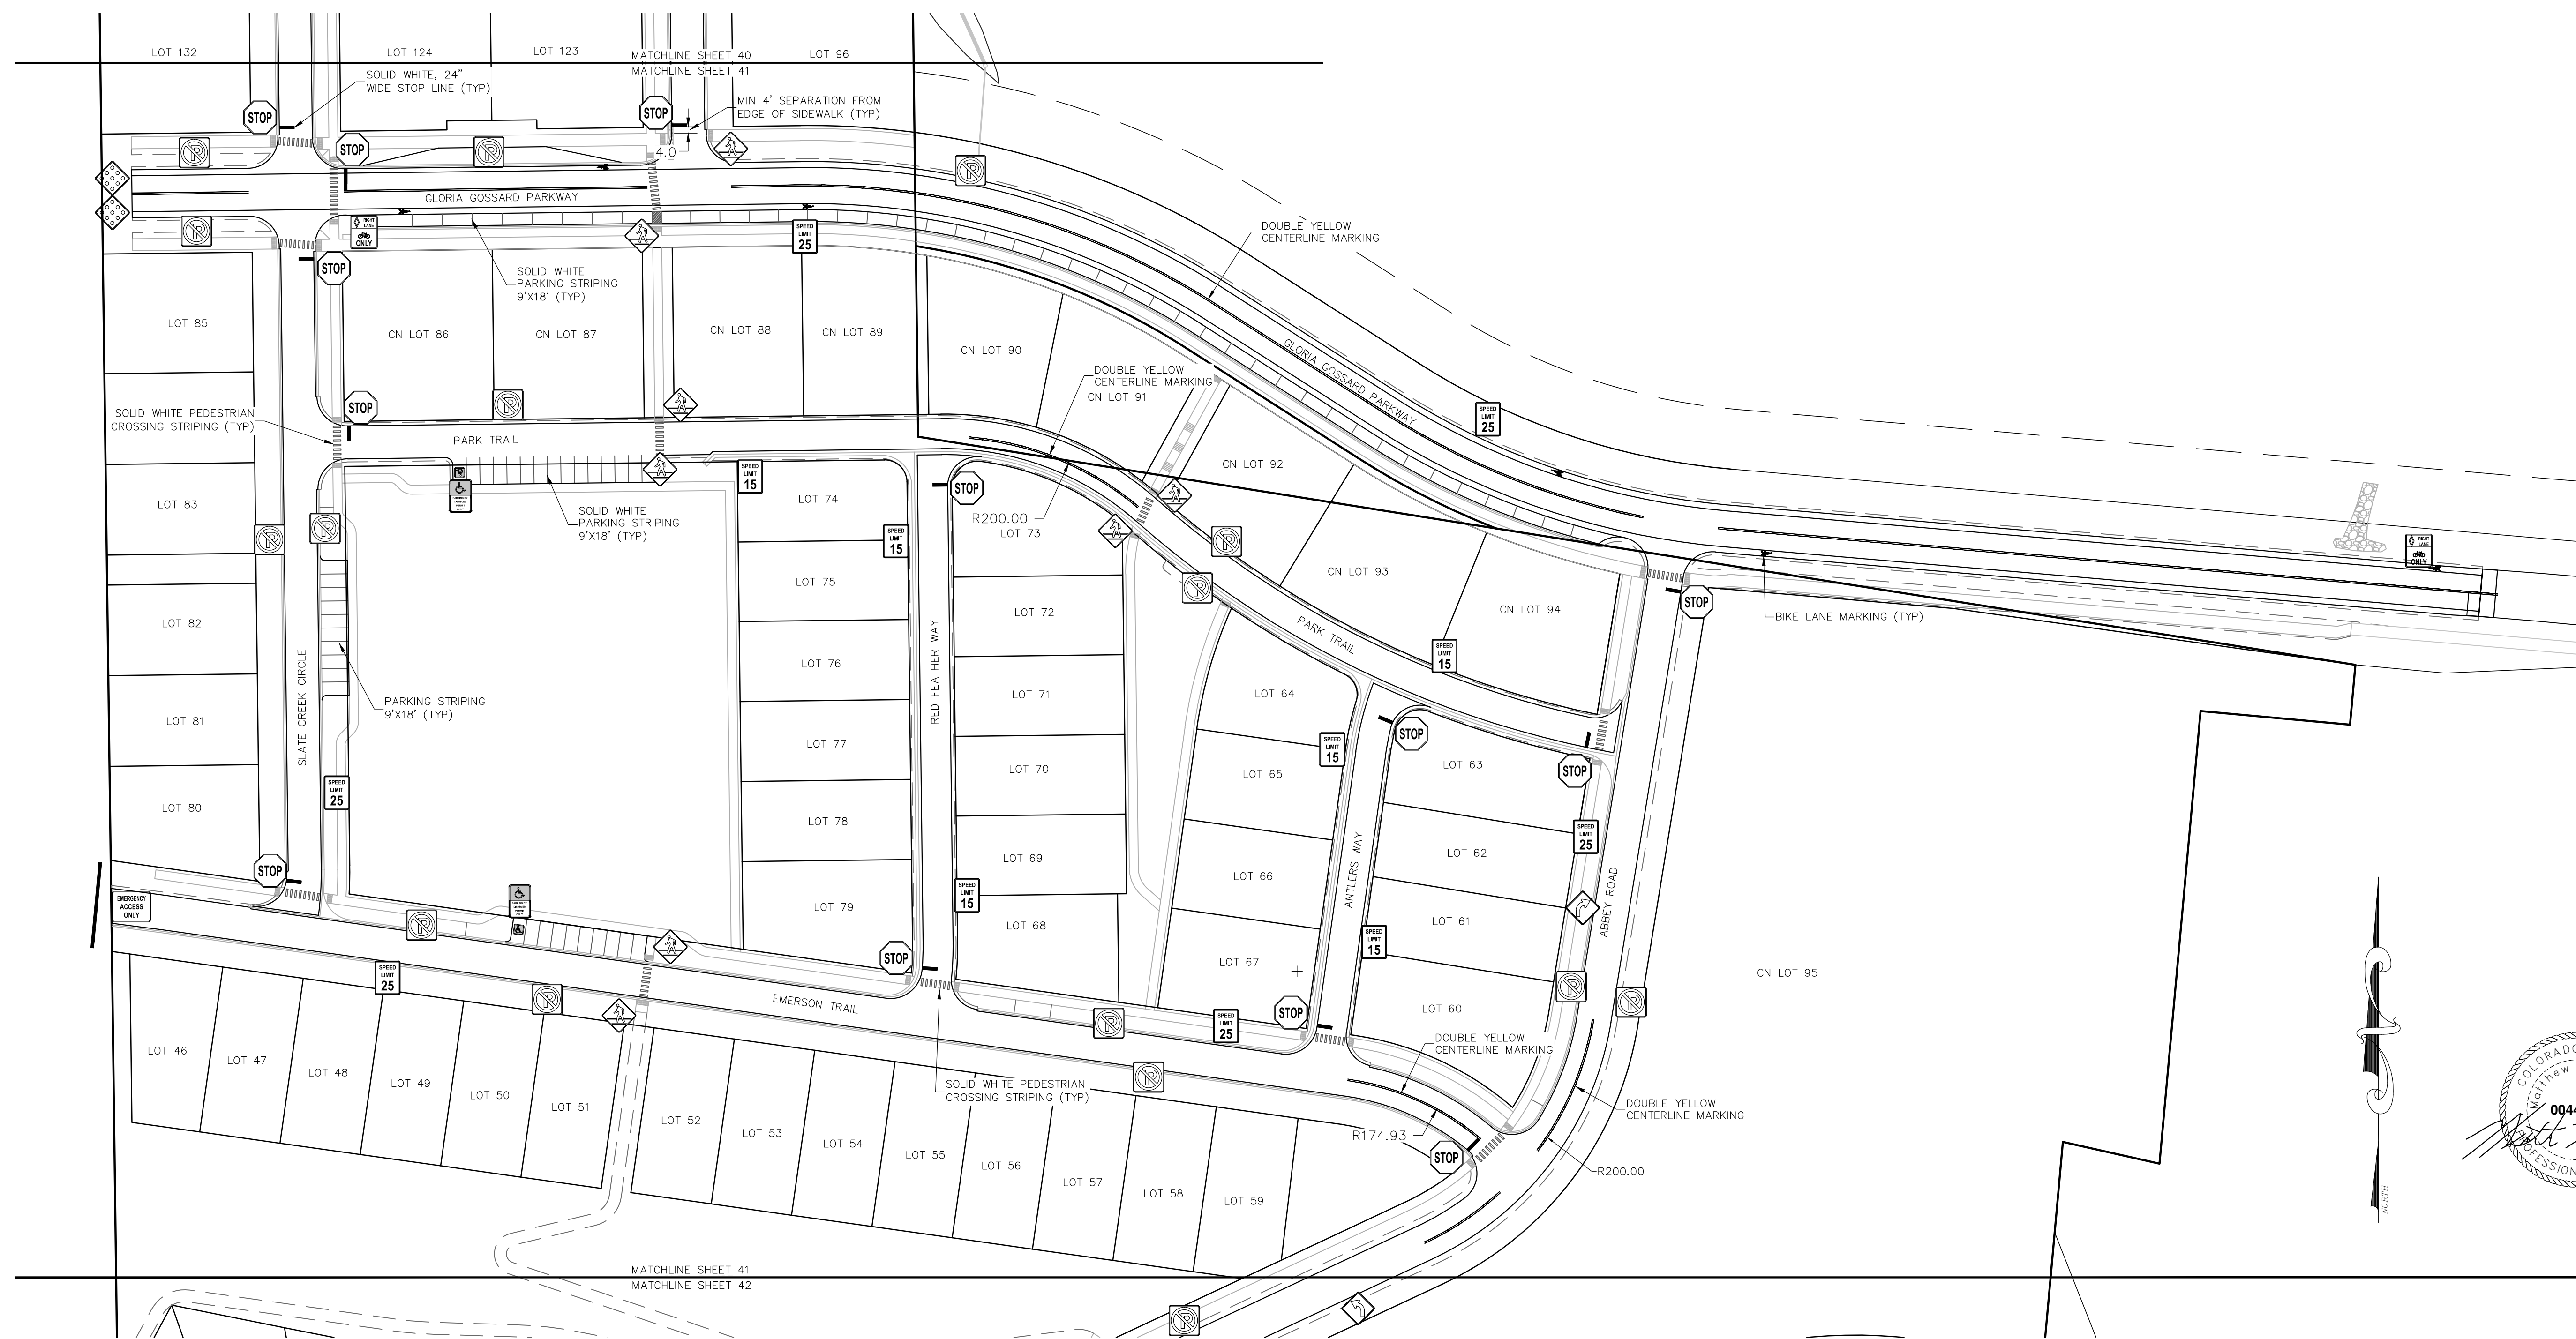 LOT 132
LOT 124
LOT 123
MATCHLINE SHEET 40
MATCHLINE SHEET 41
LOT 96
SOLID WHITE, 24"
WIDE STOP LINE (TYP)
MIN 4' SEPARATION FROM
EDGE OF SIDEWALK (TYP)
STOP
STOP
STOP
4.0
GLORIA GOSSARD PARKWAY
RIGHT
LANE
ONLY
SPEED
LIMIT
25
DOUBLE YELLOW
CENTERLINE MARKING
STOP
SOLID WHITE
PARKING STRIPING
9'X18' (TYP)
LOT 85
CN LOT 86
CN LOT 87
CN LOT 88
CN LOT 89
CN LOT 90
GLORIA GOSSARD PARKWAY
DOUBLE YELLOW
CENTERLINE MARKING
CN LOT 91
SPEED
LIMIT
25
SOLID WHITE PEDESTRIAN
CROSSING STRIPING (TYP)
STOP
PARK TRAIL
CN LOT 92
SPEED
LIMIT
15
LOT 74
STOP
LOT 83
SOLID WHITE
PARKING STRIPING
9'X18' (TYP)
R200.00
LOT 73
SPEED
LIMIT
15
RIGHT
LANE
ONLY
CN LOT 93
CN LOT 94
STOP
BIKE LANE MARKING (TYP)
LOT 75
LOT 72
LOT 82
PARK TRAIL
SPEED
LIMIT
15
LOT 76
RED FEATHER WAY
LOT 71
LOT 64
SLATE CREEK CIRCLE
PARKING STRIPING
9'X18' (TYP)
LOT 81
LOT 77
LOT 70
SPEED
LIMIT
15
STOP
LOT 63
STOP
LOT 65
SPEED
LIMIT
25
LOT 80
LOT 78
LOT 69
SPEED
LIMIT
25
LOT 62
ANTLERS WAY
LOT 66
ABBEY ROAD
STOP
EMERGENCY
ACCESS
ONLY
SPEED
LIMIT
15
LOT 79
LOT 68
LOT 61
SPEED
LIMIT
15
STOP
LOT 67
CN LOT 95
SPEED
LIMIT
25
EMERSON TRAIL
SPEED
LIMIT
25
STOP
LOT 60
DOUBLE YELLOW
CENTERLINE MARKING
LOT 46
LOT 47
LOT 48
LOT 49
LOT 50
LOT 51
SOLID WHITE PEDESTRIAN
CROSSING STRIPING (TYP)
DOUBLE YELLOW
CENTERLINE MARKING
LOT 52
LOT 53
LOT 54
LOT 55
LOT 56
LOT 57
LOT 58
LOT 59
R174.93
STOP
R200.00
NORTH
COLORADO
Matthew
0044
MATCHLINE SHEET 41
MATCHLINE SHEET 42